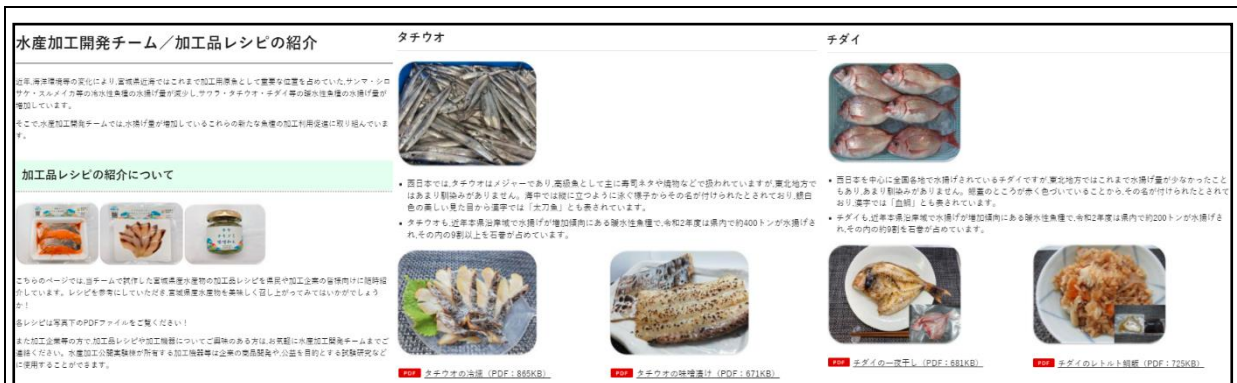 水産加工開発チーム／加工品レシピの紹介
近年,海洋環境等の変化により,宮城県近海ではこれまで加工用原魚として重要な位置を占めていた,サンマ・シロ
サケ・スルメイカ等の冷水性魚種の水揚げ量が減少し,サワラ・タチウオ・チダイ等の暖水性魚種の水揚げ量が
増加しています。
そこで,水産加工開発チームでは,水揚げ量が増加しているこれらの新たな魚種の加工利用促進に取り組んでいま
す。
加工品レシピの紹介について
こちらのページでは,当チームで試作した宮城県産水産物の加工品レシピを県民や加工企業の皆様向けに随時紹
介しています。レシピを参考にしていただき,宮城県産水産物を美味しく召し上がってみてはいかがでしょう
か！
各レシピは写真下のPDFファイルをご覧ください！
また加工企業等の方で,加工品レシピや加工機器についてご興味のある方は,お気軽に水産加工開発チームまでご
連絡ください。水産加工公開実験棟が所有する加工機器等は企業の商品開発や,公益を目的とする試験研究など
に使用することができます。
タチウオ
• 西日本では,タチウオはメジャーであり,高級魚として主に寿司ネタや焼物などで扱われていますが,東北地方で
はあまり馴染みがありません。海中では縦に立つように泳ぐ様子からその名が付けられたとされており,銀白
色の美しい見た目から漢字では「太刀魚」とも表されています。
• タチウオも,近年本県沿岸域で水揚げが増加傾向にある暖水性魚種で,令和2年度は県内で約400トンが水揚げさ
れ,その内の9割以上を石巻が占めています。
PDF タチウオの冷燻（PDF：865KB）
PDF タチウオの味噌漬け（PDF：671KB）
チダイ
• 西日本を中心に全国各地で水揚げされているチダイですが,東北地方ではこれまで水揚げ量が少なかったこと
もあり,あまり馴染みがありません。鰓蓋のところが赤く色づいていることから,その名が付けられたとされて
おり,漢字では「血鯛」とも表されています。
• チダイも,近年本県沿岸域で水揚げが増加傾向にある暖水性魚種で,令和2年度は県内で約200トンが水揚げさ
れ,その内の約9割を石巻が占めています。
PDF チダイの一夜干し（PDF：681KB）
PDF チダイのレトルト鯛飯（PDF：725KB）